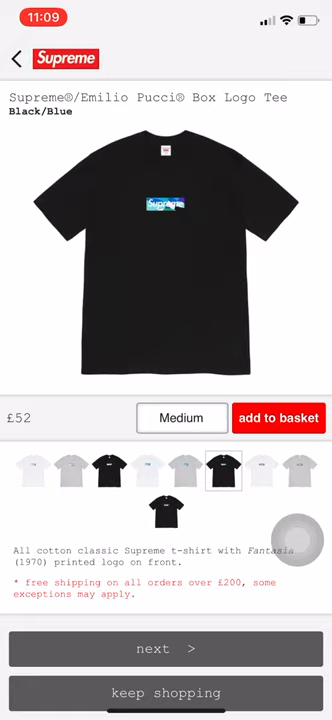 11:09
Supreme
Supreme®/Emilio Pucci® Box Logo Tee
Black/Blue
Supreme
£52
Medium
add to basket
All cotton classic Supreme t-shirt with Fantasia
(1970) printed logo on front.
* free shipping on all orders over £200, some
exceptions may apply.
next >
keep shopping